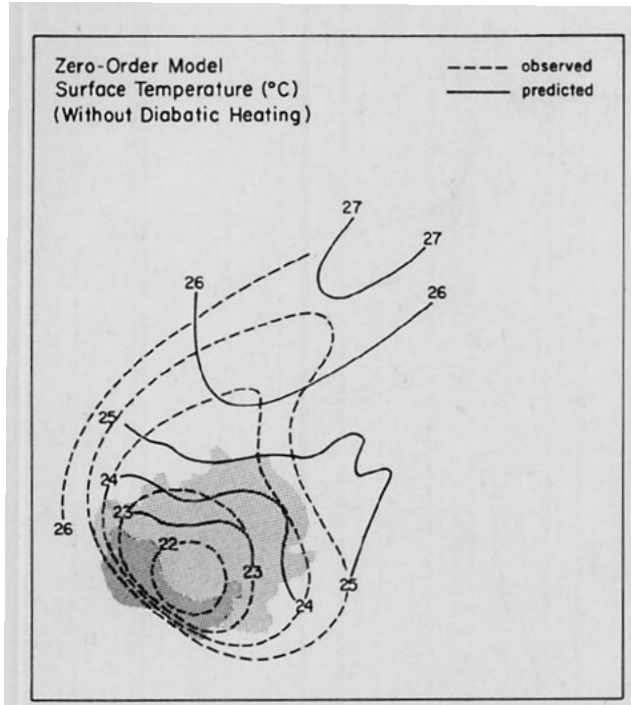 Zero-Order Model
Surface Temperature (°C)
(Without Diabatic Heating)
observed
predicted
27
27
26
26
25
24
23
22
26
23
25
24